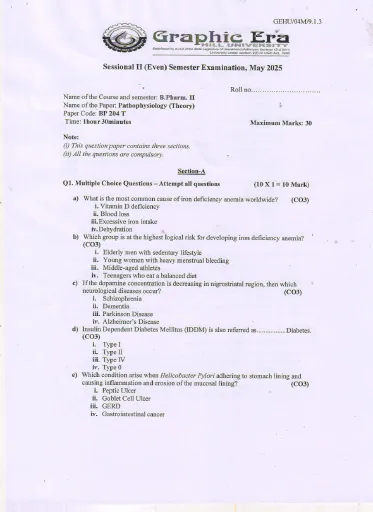 GEHU/04M/9.1.3
Graphic Era
HILL UNIVERSITY
Sessional II (Even) Semester Examination, May 2025
Roll no..............................
Name of the Course and semester: B.Pharm. II
Name of the Paper: Pathophysiology (Theory)
Paper Code: BP 204 T
Time: 1hour 30minutes
Maximum Marks: 30
Note:
(i) This question paper contains three sections.
(ii) All the questions are compulsory.
Section-A
Q1. Multiple Choice Questions – Attempt all questions (10 X 1 = 10 Mark)
a) What is the most common cause of iron deficiency anemia worldwide? (CO3)
i. Vitamin D deficiency
ii. Blood loss
iii. Excessive iron intake
iv. Dehydration
b) Which group is at the highest logical risk for developing iron deficiency anemia?
(CO3)
i. Elderly men with sedentary lifestyle
ii. Young women with heavy menstrual bleeding
iii. Middle-aged athletes
iv. Teenagers who eat a balanced diet
c) If the dopamine concentration is decreasing in nigrostriatal region, then which
neurological diseases occur? (CO3)
i. Schizophrenia
ii. Dementia
iii. Parkinson Disease
iv. Alzheimer's Disease
d) Insulin Dependent Diabetes Mellitus (IDDM) is also referred as..............Diabetes.
(CO3)
i. Type I
ii. Type II
iii. Type IV
iv. Type 0
e) Which condition arise when Helicobacter Pylori adhering to stomach lining and
causing inflammation and erosion of the mucosal lining? (CO3)
i. Peptic Ulcer
ii. Goblet Cell Ulcer
iii. GERD
iv. Gastrointestinal cancer